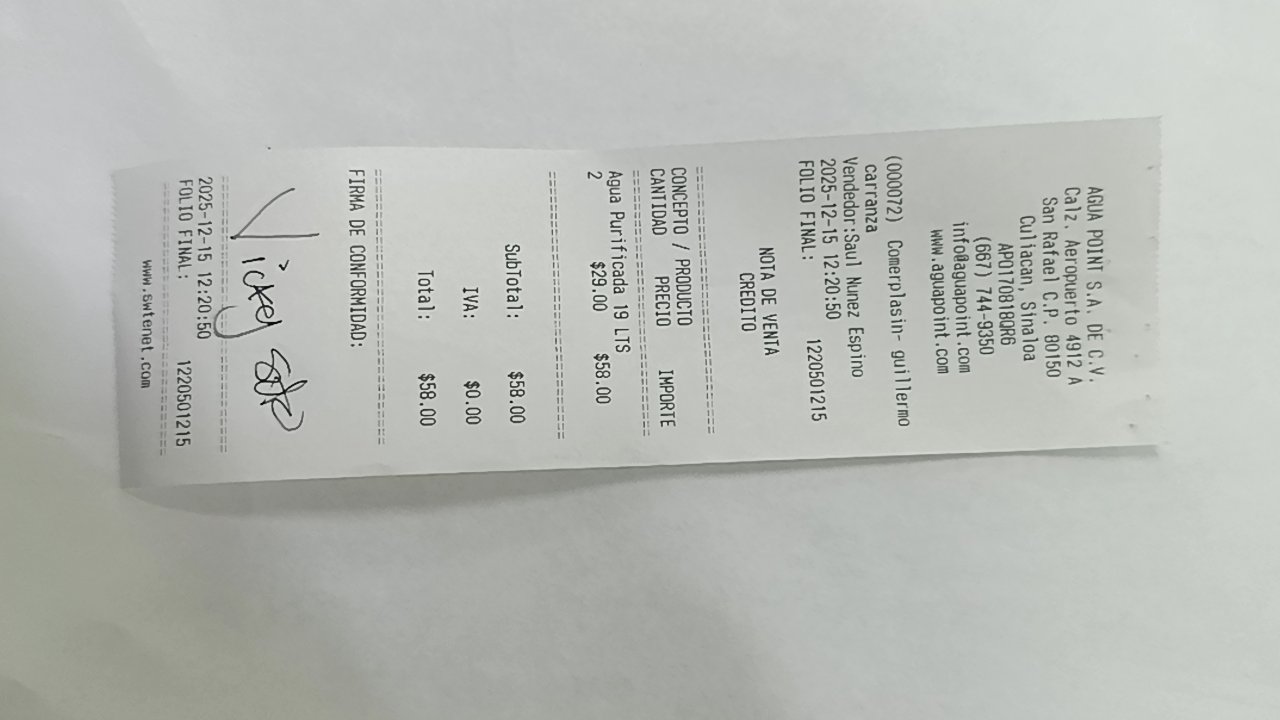 AGUA POINT S.A. DE C.V.
Calz. Aeropuerto 4912 A
San Rafael C.P. 80150
Culiacan, Sinaloa
APO170818QR6
(667) 744-9350
info@aguapoint.com
www.aguapoint.com
(000072) Comerplasin- guillermo
carranza
Vendedor:Saul Nunez Espino
2025-12-15 12:20:50
FOLIO FINAL: 1220501215
NOTA DE VENTA
CREDITO
CONCEPTO / PRODUCTO
CANTIDAD PRECIO IMPORTE
Agua Purificada 19 LTS
2 $29.00 $58.00
SubTotal: $58.00
IVA: $0.00
Total: $58.00
FIRMA DE CONFORMIDAD:
2025-12-15 12:20:50
FOLIO FINAL: 1220501215
www.swtenet.com